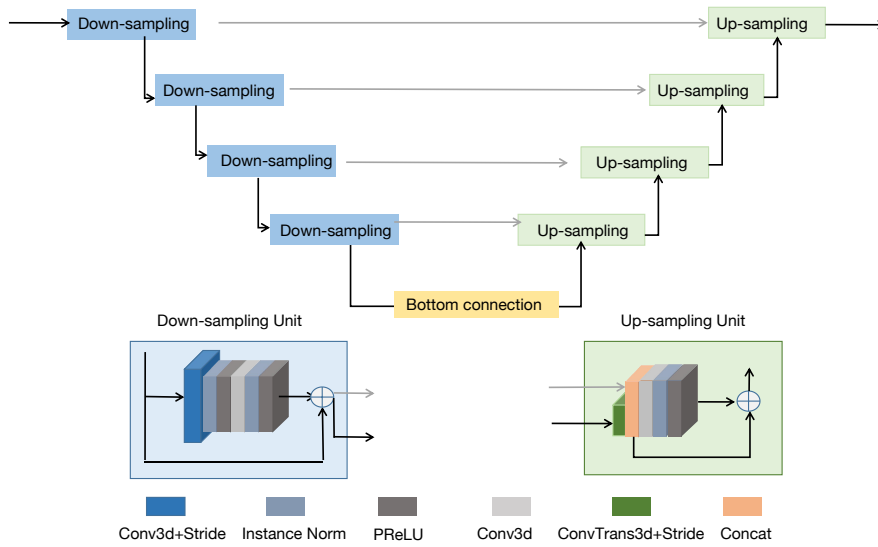 Down-sampling
Up-sampling
Down-sampling
Up-sampling
Down-sampling
Up-sampling
Down-sampling
Up-sampling
Bottom connection
Down-sampling Unit
Up-sampling Unit
Conv3d+Stride
Instance Norm
PReLU
Conv3d
ConvTrans3d+Stride
Concat